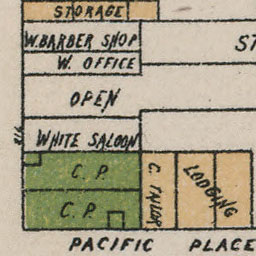 STORAGE
W. BARBER SHOP
ST
W. OFFICE
OPEN
WHITE SALOON
C. P.
C. TAILOR
LODGING
C. P.
PACIFIC PLACE